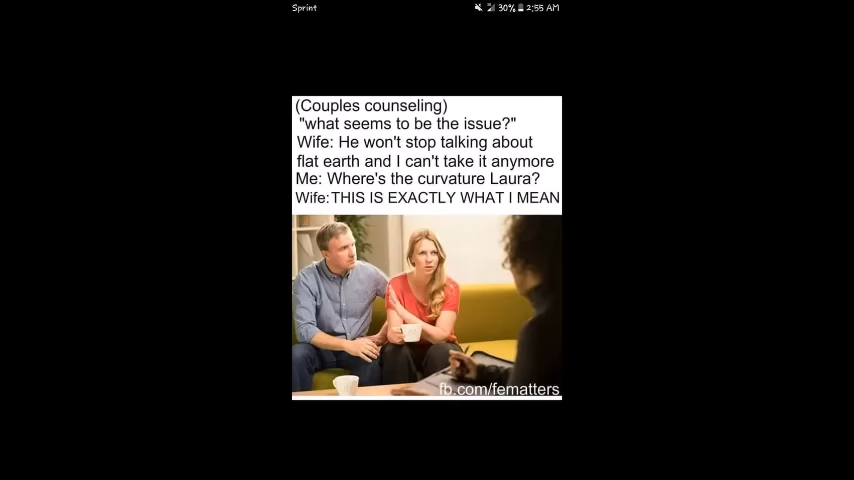 Sprint 30% 2:55 AM
(Couples counseling)
"what seems to be the issue?"
Wife: He won't stop talking about
flat earth and I can't take it anymore
Me: Where's the curvature Laura?
Wife: THIS IS EXACTLY WHAT I MEAN
fb.com/fematters